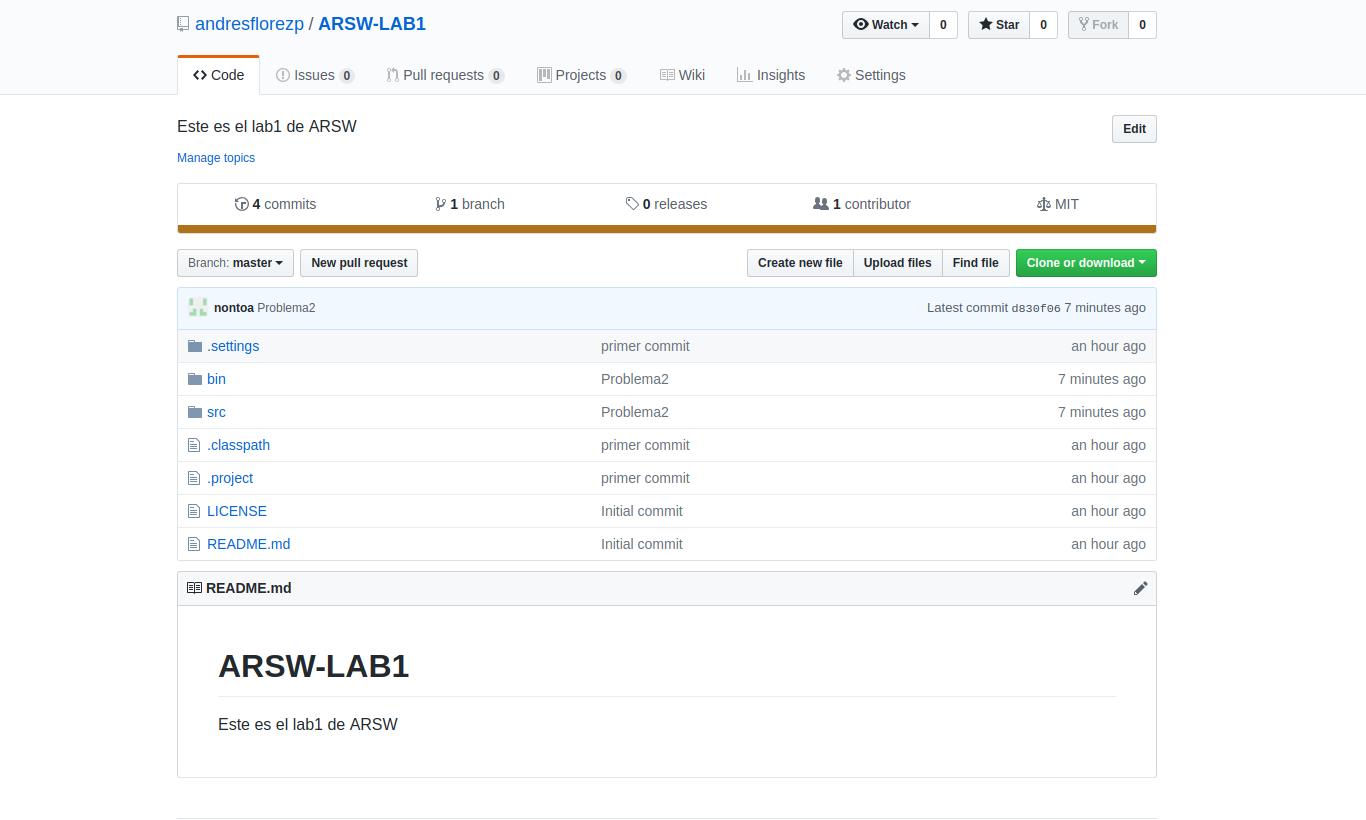 andresflorezp / ARSW-LAB1 Watch 0 Star 0 Fork 0
Code Issues 0 Pull requests 0 Projects 0 Wiki Insights Settings
Este es el lab1 de ARSW Edit
Manage topics
4 commits 1 branch 0 releases 1 contributor MIT
Branch: master New pull request Create new file Upload files Find file Clone or download
nontoa Problema2 Latest commit d830f06 7 minutes ago
.settings primer commit an hour ago
bin Problema2 7 minutes ago
src Problema2 7 minutes ago
.classpath primer commit an hour ago
.project primer commit an hour ago
LICENSE Initial commit an hour ago
README.md Initial commit an hour ago
README.md
ARSW-LAB1
Este es el lab1 de ARSW